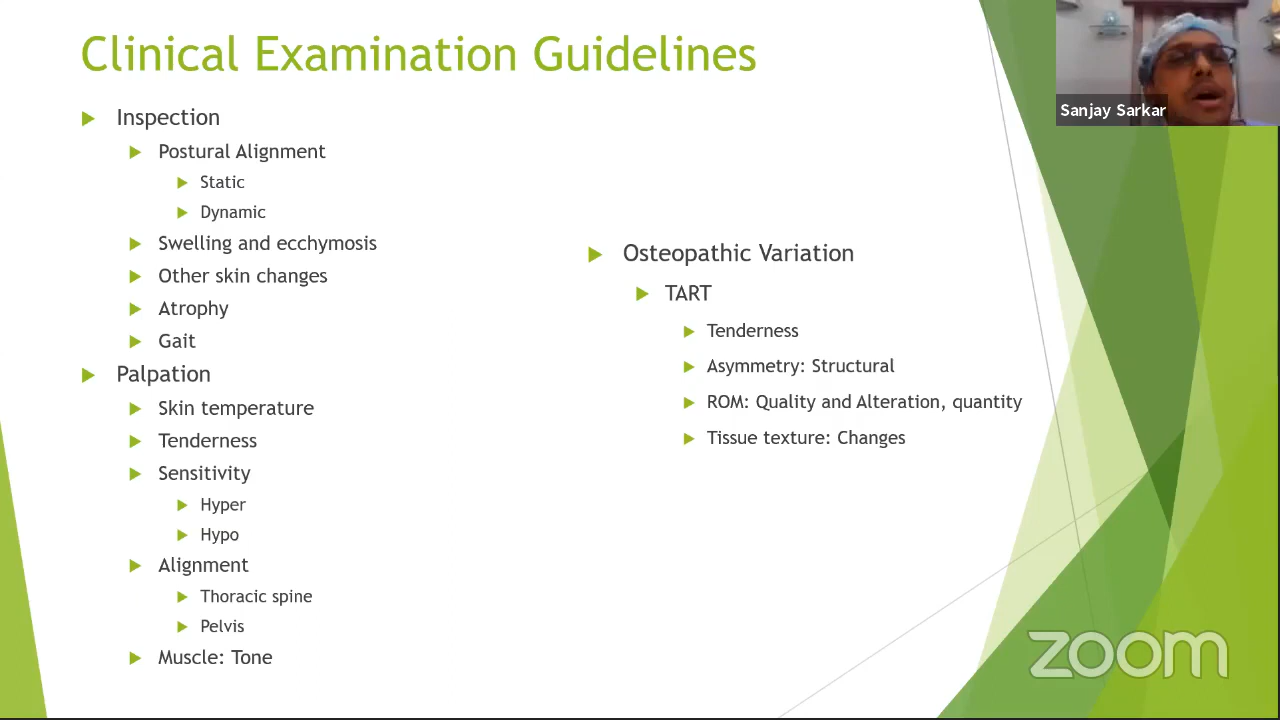 Clinical Examination Guidelines
Inspection
Postural Alignment
Static
Dynamic
Swelling and ecchymosis
Other skin changes
Atrophy
Gait
Palpation
Skin temperature
Tenderness
Sensitivity
Hyper
Hypo
Alignment
Thoracic spine
Pelvis
Muscle: Tone
Osteopathic Variation
TART
Tenderness
Asymmetry: Structural
ROM: Quality and Alteration, quantity
Tissue texture: Changes
Sanjay Sarkar
zoom